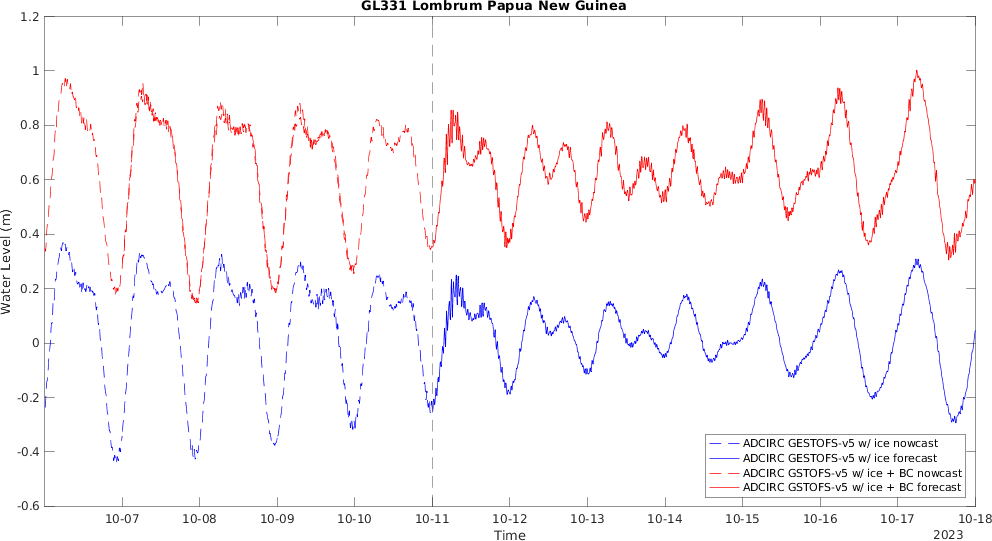 GL331 Lombrum Papua New Guinea
1.2
1
0.8
0.6
0.4
0.2
0
-0.2
-0.4
-0.6
Water Level (m)
10-07 10-08 10-09 10-10 10-11 10-12 10-13 10-14 10-15 10-16 10-17 10-18
Time
2023
ADCIRC GESTOFS-v5 w/ ice nowcast
ADCIRC GESTOFS-v5 w/ ice forecast
ADCIRC GSTOFS-v5 w/ ice + BC nowcast
ADCIRC GSTOFS-v5 w/ ice + BC forecast